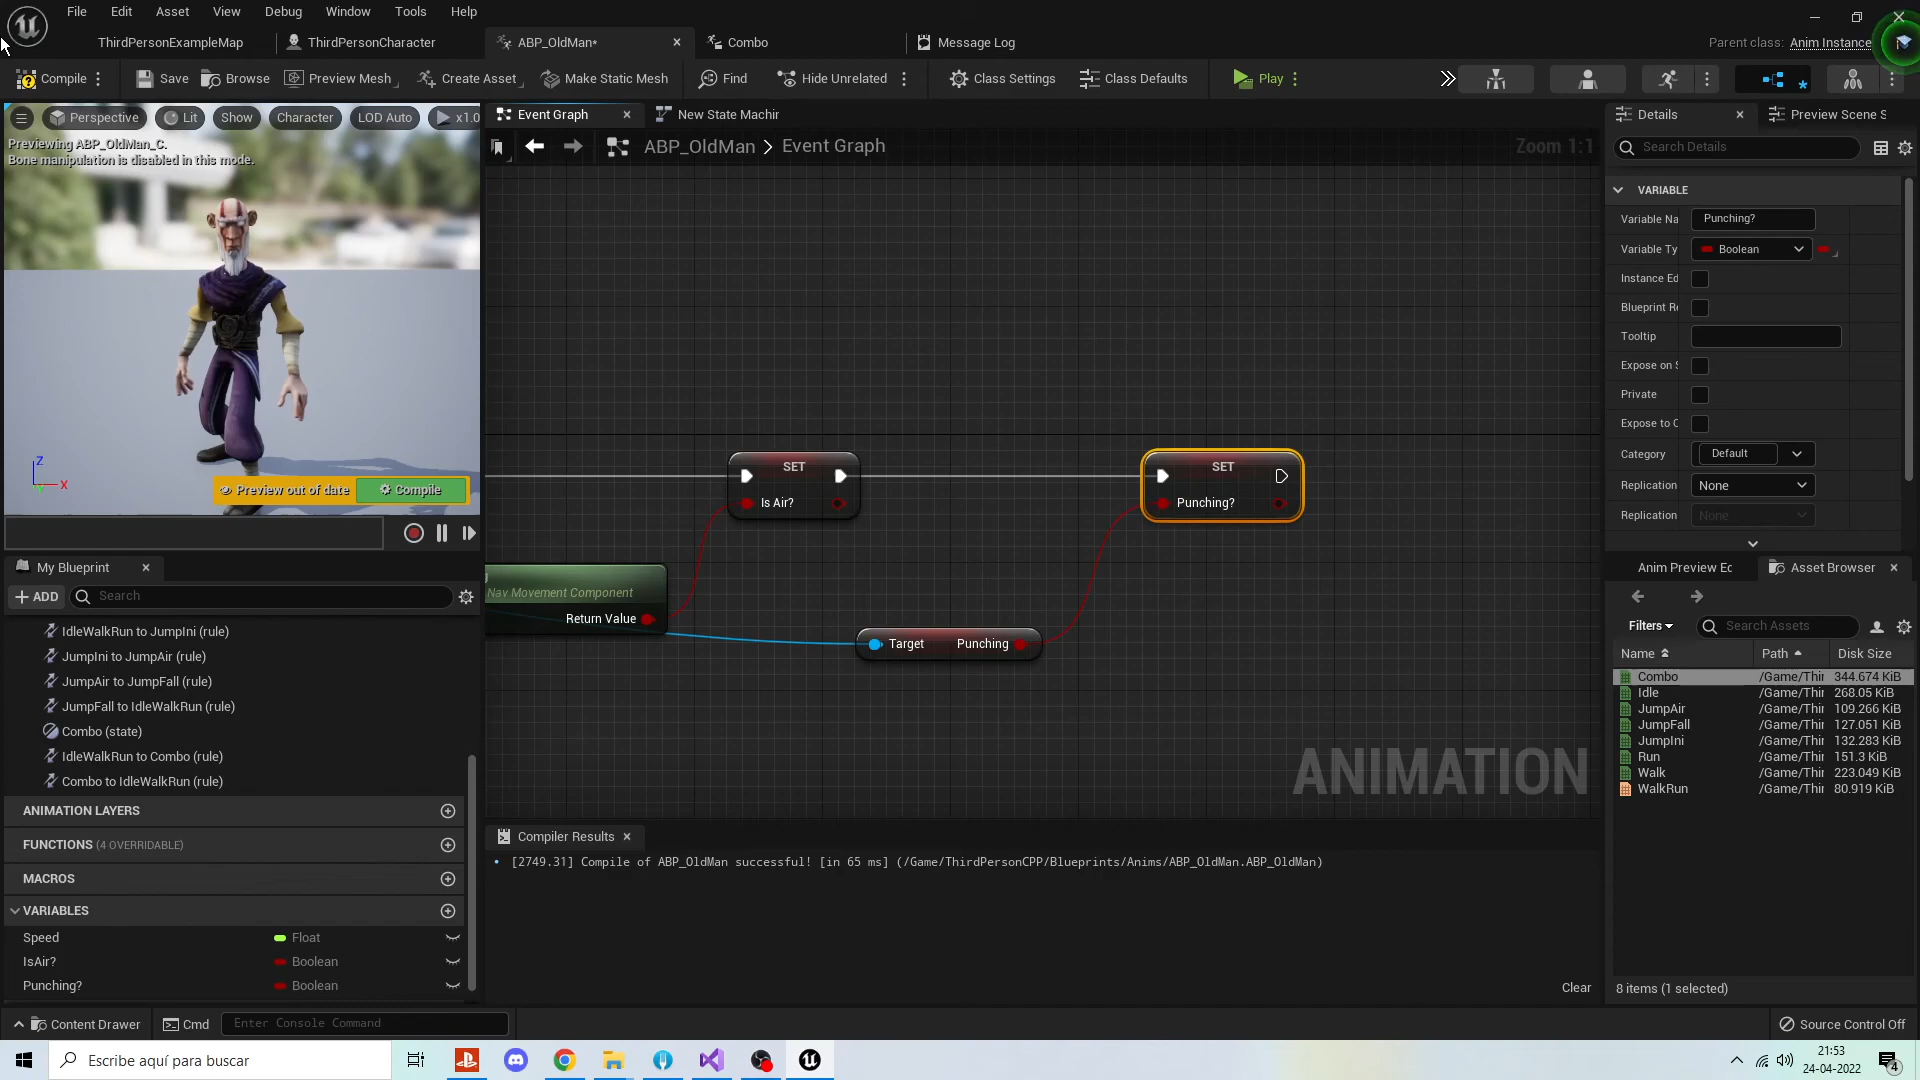 File Edit Asset View Debug Window Tools Help
ThirdPersonExampleMap ThirdPersonCharacter ABP_OldMan* Combo Message Log Parent class: Anim Instance
Compile Save Browse Preview Mesh Create Asset Make Static Mesh Find Hide Unrelated Class Settings Class Defaults Play
Perspective Lit Show Character LOD Auto x1.0
Previewing ABP_OldMan_C.
Bone manipulation is disabled in this mode.
Z
X
Y
Preview out of date Compile
Event Graph New State Machir
ABP_OldMan > Event Graph Zoom 1:1
SET
Is Air?
SET
Punching?
Nav Movement Component
Return Value
Target Punching
ANIMATION
Compiler Results
• [2749.31] Compile of ABP_OldMan successful! [in 65 ms] (/Game/ThirdPersonCPP/Blueprints/Anims/ABP_OldMan.ABP_OldMan)
Clear
My Blueprint
ADD Search
IdleWalkRun to JumpIni (rule)
JumpIni to JumpAir (rule)
JumpAir to JumpFall (rule)
JumpFall to IdleWalkRun (rule)
Combo (state)
IdleWalkRun to Combo (rule)
Combo to IdleWalkRun (rule)
ANIMATION LAYERS
FUNCTIONS (4 OVERRIDABLE)
MACROS
VARIABLES
Speed Float
IsAir? Boolean
Punching? Boolean
Details Preview Scene S
Search Details
VARIABLE
Variable Na Punching?
Variable Ty Boolean
Instance Ed
Blueprint Re
Tooltip
Expose on S
Private
Expose to C
Category Default
Replication None
Replication None
Anim Preview Ec Asset Browser
Filters Search Assets
Name Path Disk Size
Combo /Game/Thir 344.674 KiB
Idle /Game/Thir 268.05 KiB
JumpAir /Game/Thir 109.266 KiB
JumpFall /Game/Thir 127.051 KiB
JumpIni /Game/Thir 132.283 KiB
Run /Game/Thir 151.3 KiB
Walk /Game/Thir 223.049 KiB
WalkRun /Game/Thir 80.919 KiB
8 items (1 selected)
Content Drawer Cmd Enter Console Command Source Control Off
Escribe aquí para buscar
21:53
24-04-2022
4